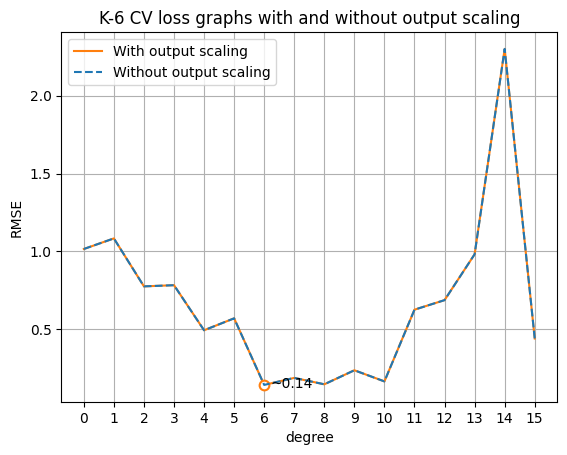 K-6 CV loss graphs with and without output scaling
With output scaling
Without output scaling
RMSE
2.0
1.5
1.0
0.5
~0.14
0 1 2 3 4 5 6 7 8 9 10 11 12 13 14 15
degree